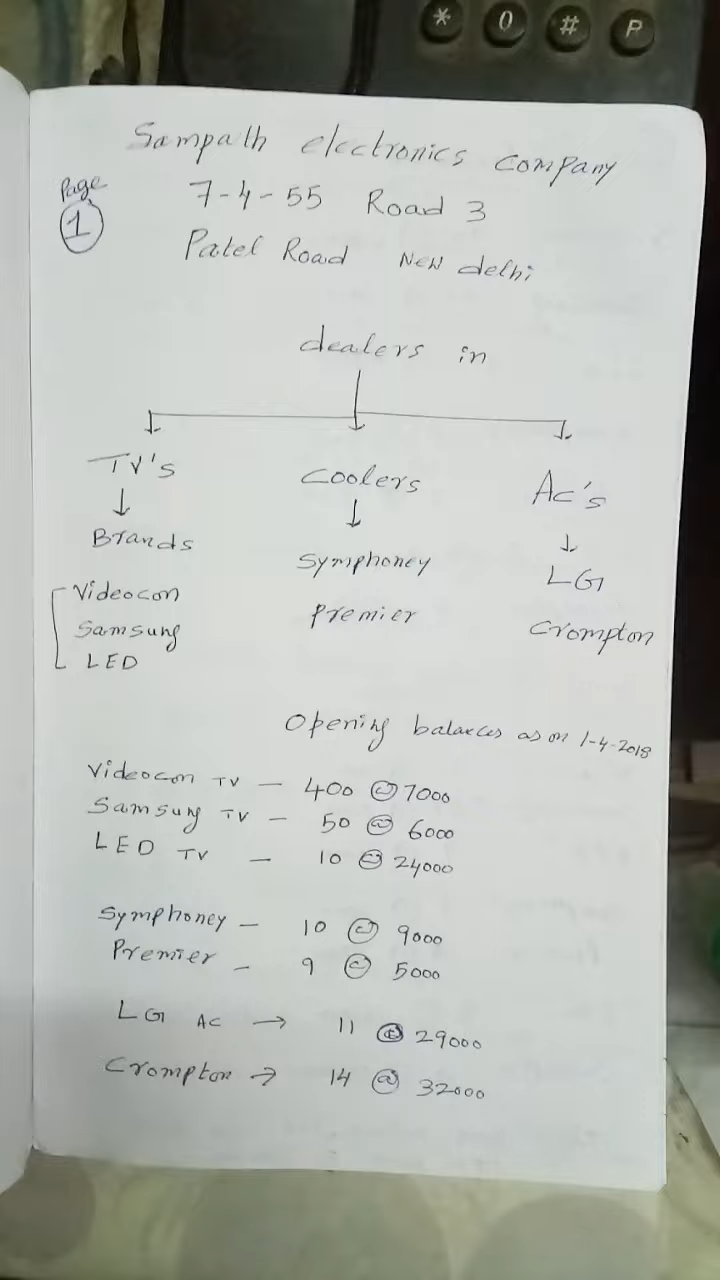 * 0 # P
Sampath electronics company
Page
1
7-4-55 Road 3
Patel Road New delhi
dealers in
TV's Coolers Ac's
Brands
Videocon
Samsung
LED
Symphoney
Premier
LG
Crompton
Opening balances as on 1-4-2018
Videocon TV - 400 @ 7000
Samsung TV - 50 @ 6000
LED TV - 10 @ 24000
Symphoney - 10 @ 9000
Premier - 9 @ 5000
LG AC → 11 @ 29000
Crompton → 14 @ 32000